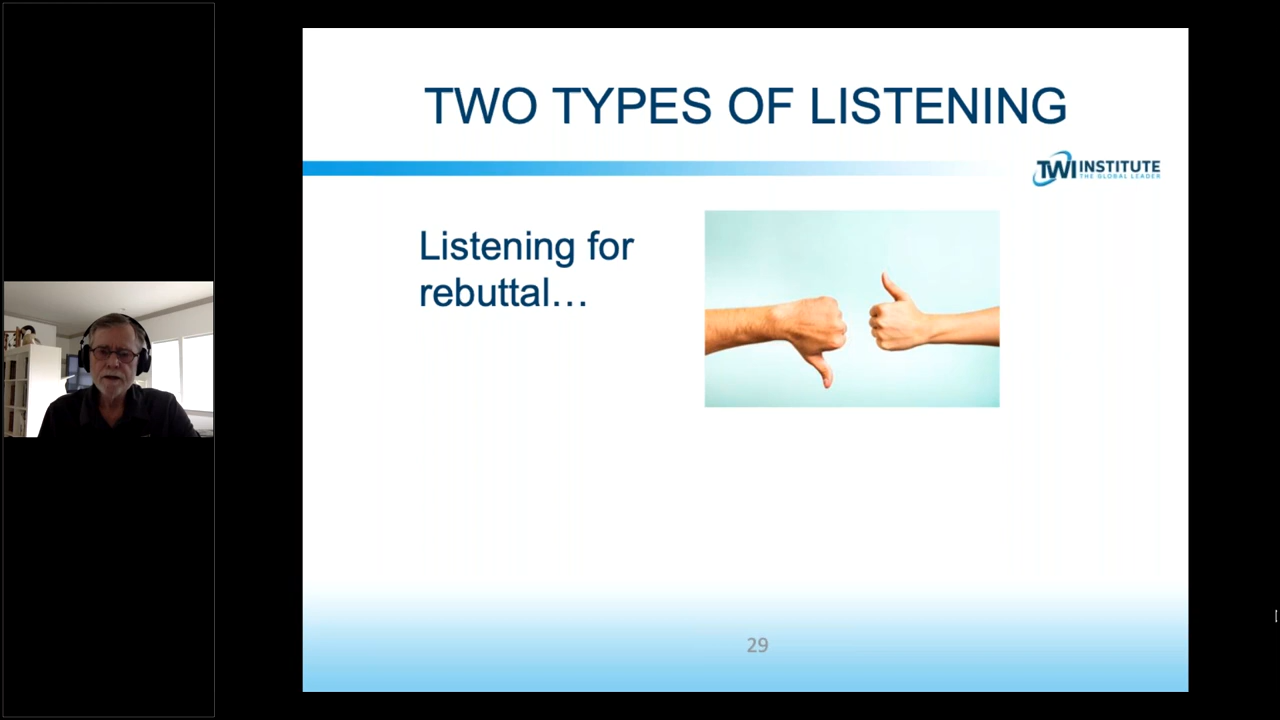 TWO TYPES OF LISTENING
TWI INSTITUTE
THE GLOBAL LEADER
Listening for
rebuttal…
29